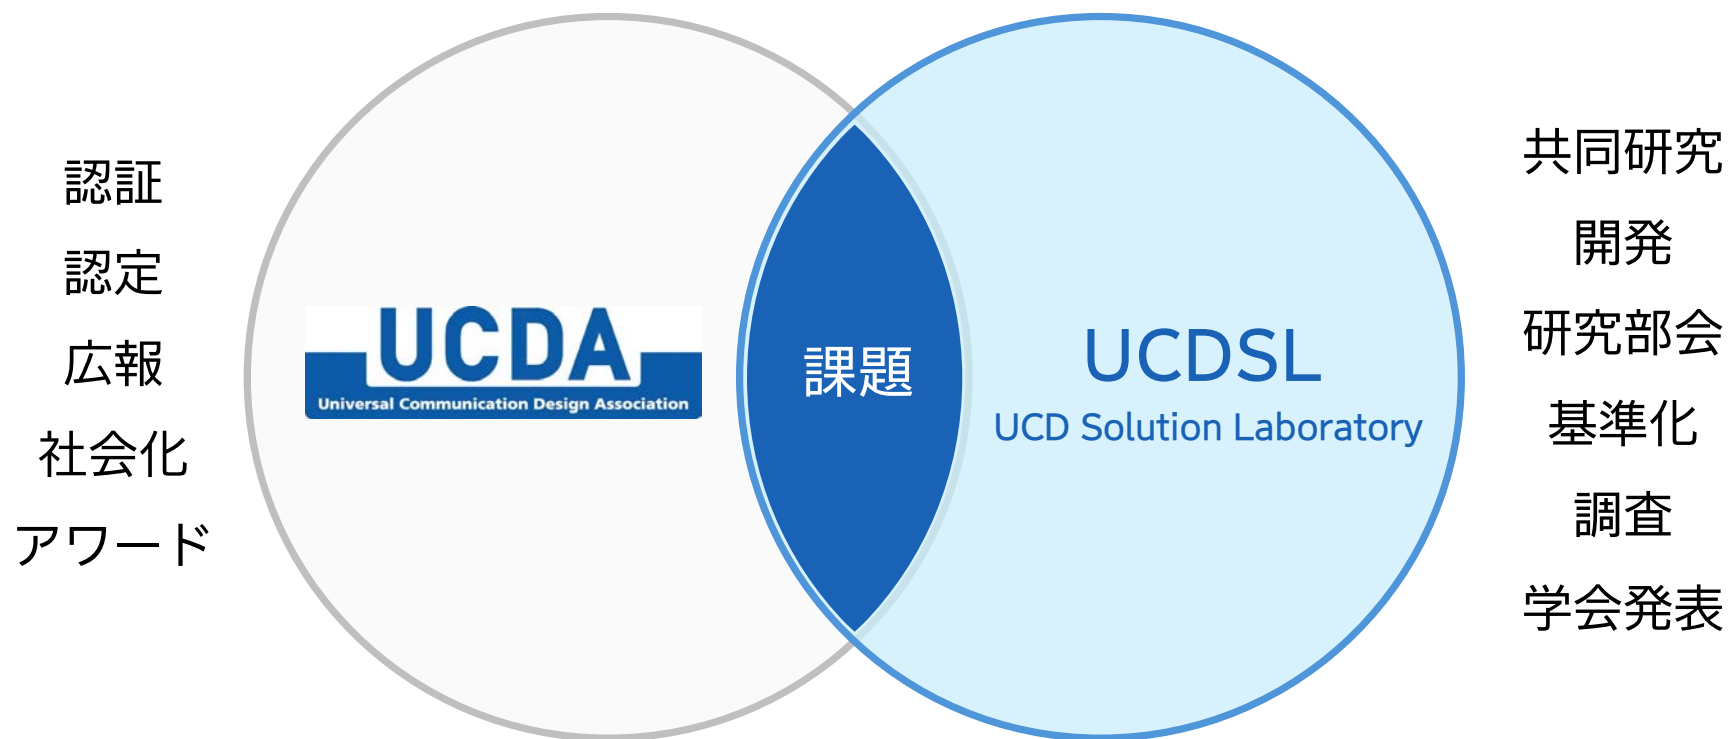 認証
認定
広報
社会化
アワード
UCDA
Universal Communication Design Association
課題
UCDSL
UCD Solution Laboratory
共同研究
開発
研究部会
基準化
調査
学会発表